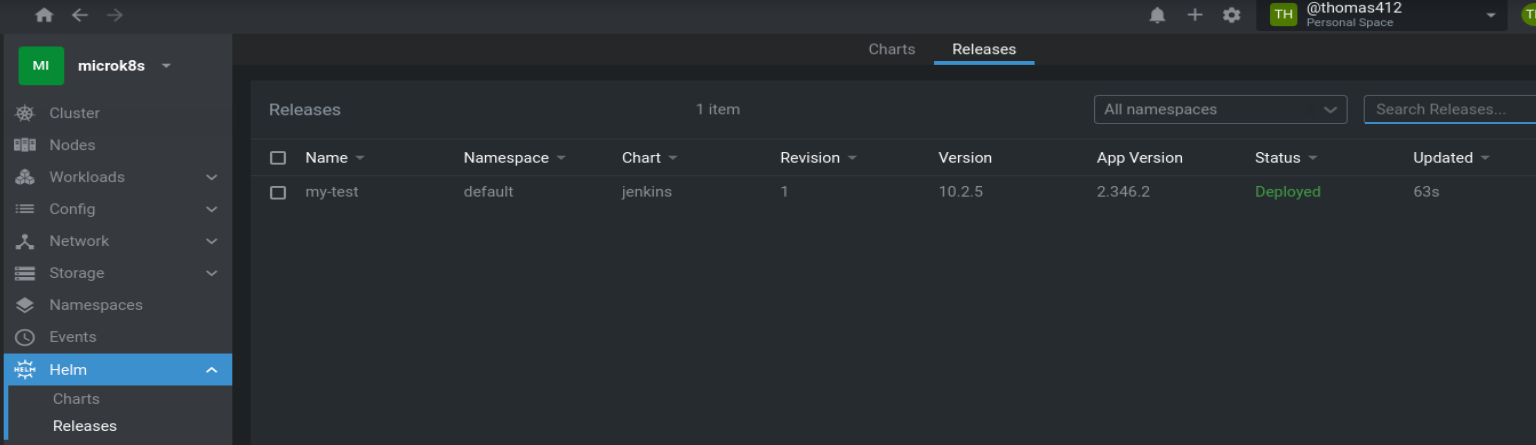 TH @thomas412
Personal Space
MI microk8s
Charts Releases
Cluster
Nodes
Workloads
Config
Network
Storage
Namespaces
Events
HELM Helm
Charts
Releases
Releases 1 item All namespaces Search Releases...
Name Namespace Chart Revision Version App Version Status Updated
my-test default jenkins 1 10.2.5 2.346.2 Deployed 63s